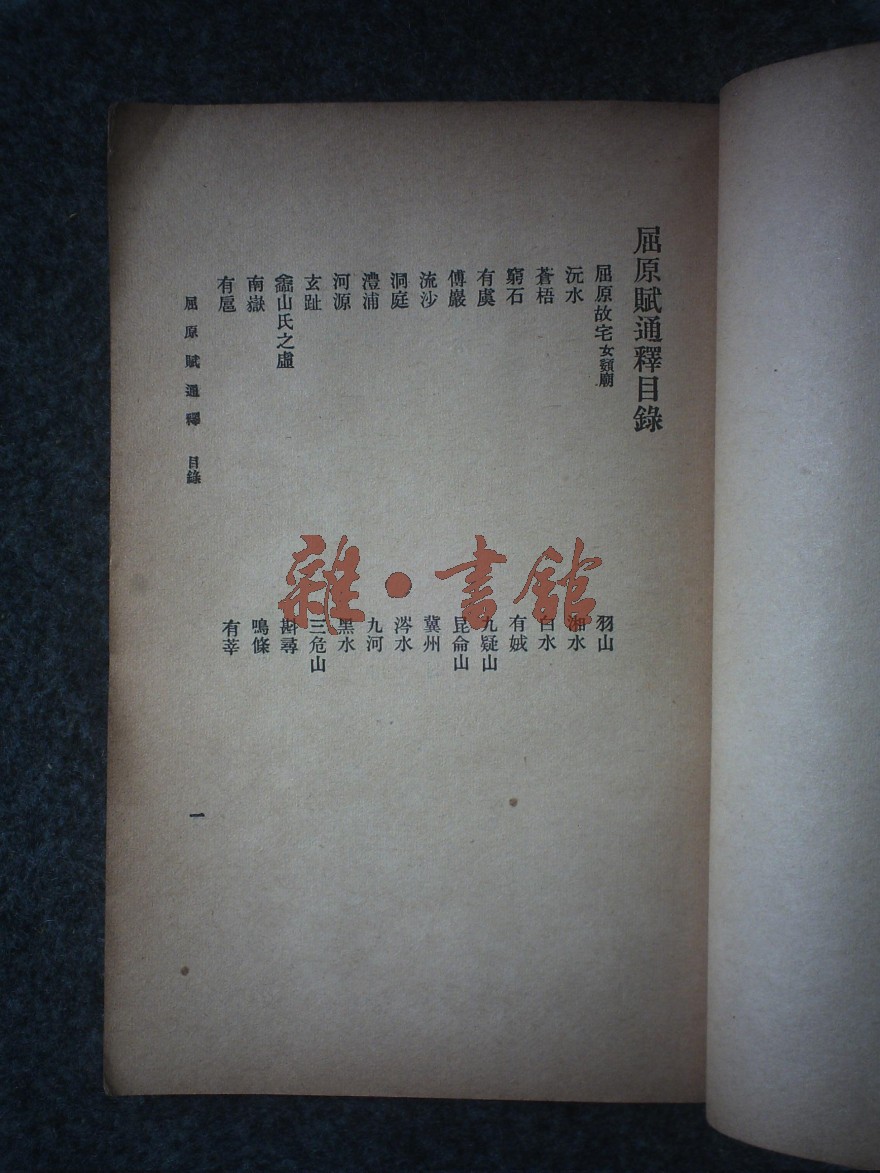 屈原賦通釋目錄
屈原故宅女嬃廟
羽山
沅水
湘水
蒼梧
白水
窮石
有娀
有虞
九疑山
傅巖
昆侖山
流沙
冀州
洞庭
涔水
澧浦
九河
河源
黑水
玄趾
三危山
嵞山氏之虛
斟尋
南嶽
鳴條
有扈
有莘
屈原賦通釋 目錄
一
雜·書館